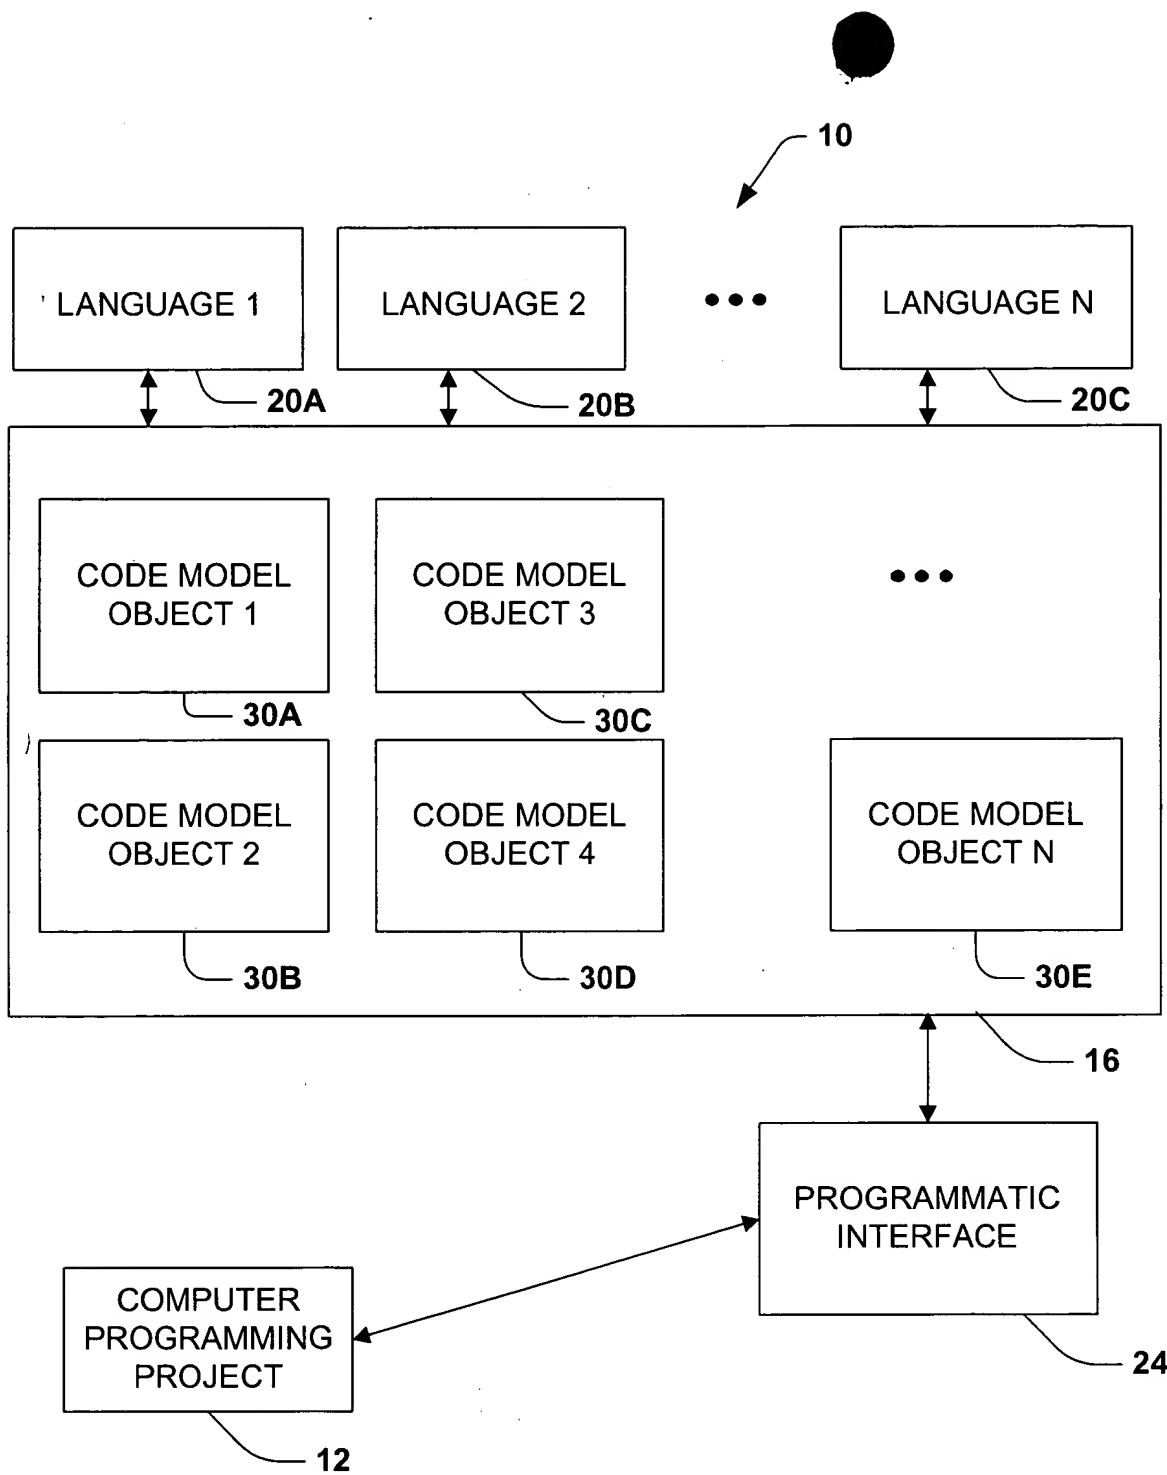 10
LANGUAGE 1
LANGUAGE 2
LANGUAGE N
20A
20B
20C
CODE MODEL
OBJECT 1
CODE MODEL
OBJECT 3
30A
30C
CODE MODEL
OBJECT 2
CODE MODEL
OBJECT 4
CODE MODEL
OBJECT N
30B
30D
30E
16
PROGRAMMATIC
INTERFACE
COMPUTER
PROGRAMMING
PROJECT
24
12